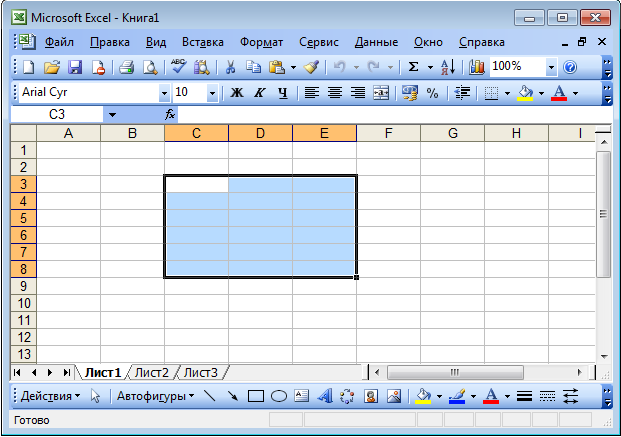 Microsoft Excel - Книга1
Файл Правка Вид Вставка Формат Сервис Данные Окно Справка
Σ А Я 100%
Arial Cyr 10 Ж К Ч % А
C3 fx
A B C D E F G H I
1
2
3
4
5
6
7
8
9
10
11
12
13
Лист1 Лист2 Лист3
Действия Автофигуры А А
Готово